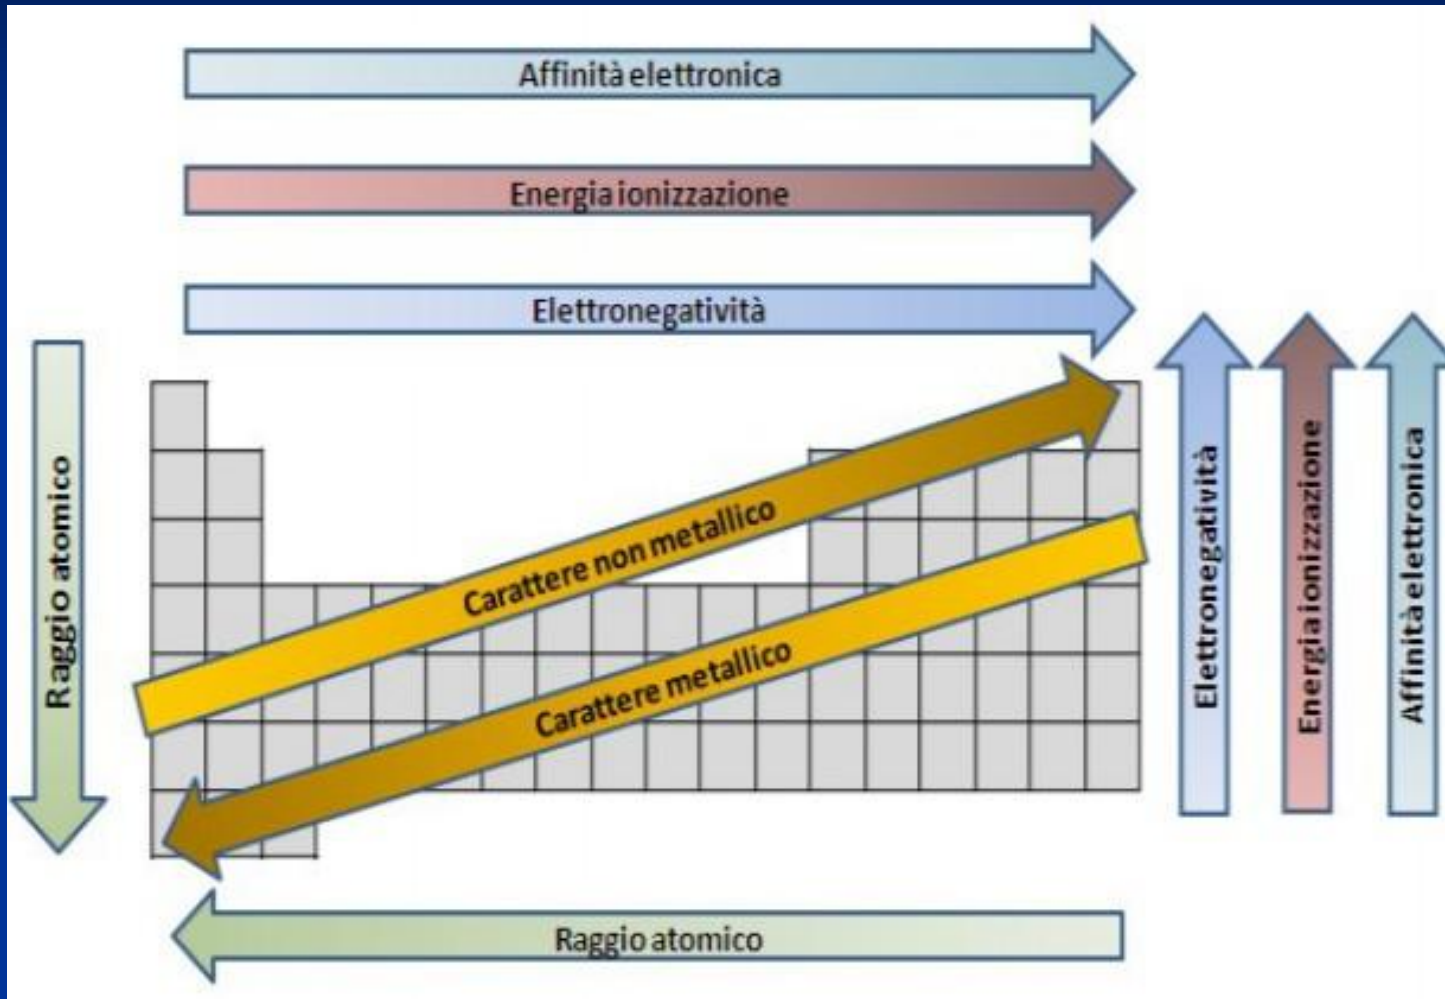 Affinità elettronica
Energia ionizzazione
Elettronegatività
Raggio atomico
Carattere non metallico
Carattere metallico
Elettronegatività
Energia ionizzazione
Affinità elettronica
Raggio atomico